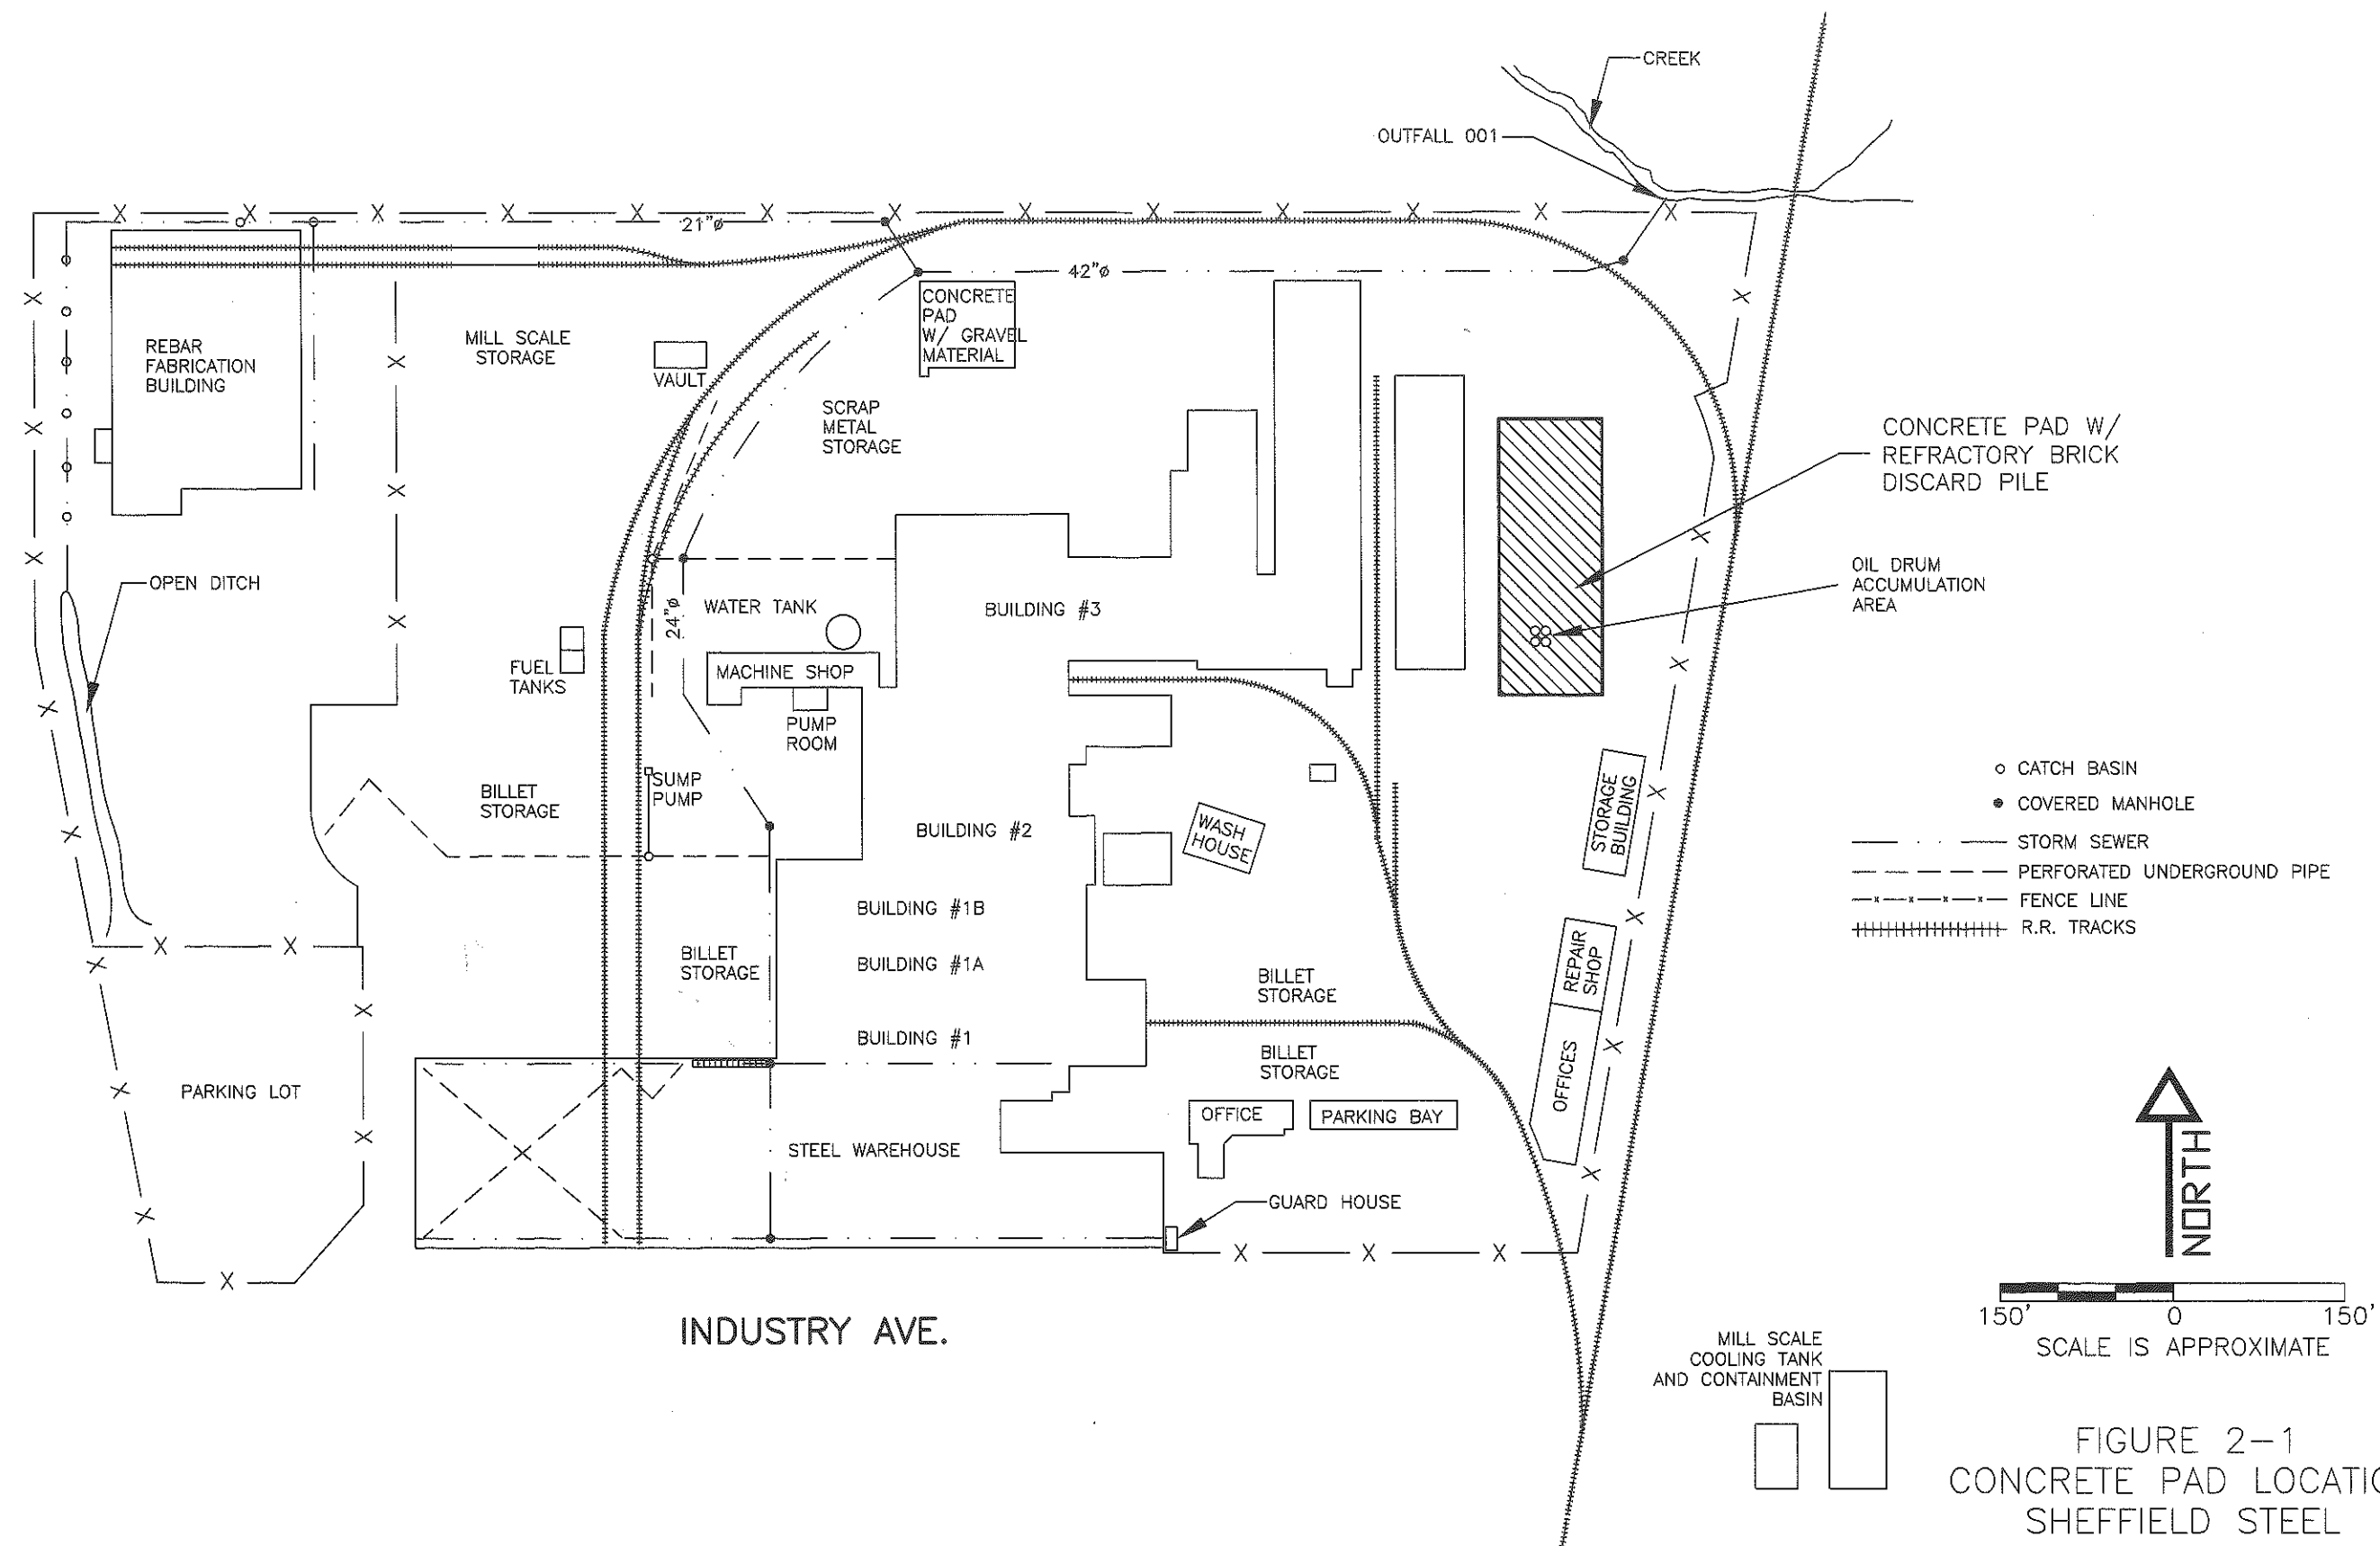 CREEK
OUTFALL 001
21"ø
42"ø
CONCRETE
PAD
W/ GRAVEL
MATERIAL
REBAR
FABRICATION
BUILDING
MILL SCALE
STORAGE
VAULT
SCRAP
METAL
STORAGE
CONCRETE PAD W/
REFRACTORY BRICK
DISCARD PILE
OIL DRUM
ACCUMULATION
AREA
OPEN DITCH
24"ø
WATER TANK
BUILDING #3
FUEL
TANKS
MACHINE SHOP
PUMP
ROOM
SUMP
PUMP
BILLET
STORAGE
BUILDING #2
WASH
HOUSE
STORAGE
BUILDING
CATCH BASIN
COVERED MANHOLE
STORM SEWER
PERFORATED UNDERGROUND PIPE
FENCE LINE
R.R. TRACKS
BUILDING #1B
BILLET
STORAGE
BUILDING #1A
REPAIR
SHOP
BILLET
STORAGE
BUILDING #1
BILLET
STORAGE
OFFICES
PARKING LOT
OFFICE
PARKING BAY
STEEL WAREHOUSE
GUARD HOUSE
NORTH
INDUSTRY AVE.
150' 0 150'
SCALE IS APPROXIMATE
MILL SCALE
COOLING TANK
AND CONTAINMENT
BASIN
FIGURE 2-1
CONCRETE PAD LOCATIO
SHEFFIELD STEEL